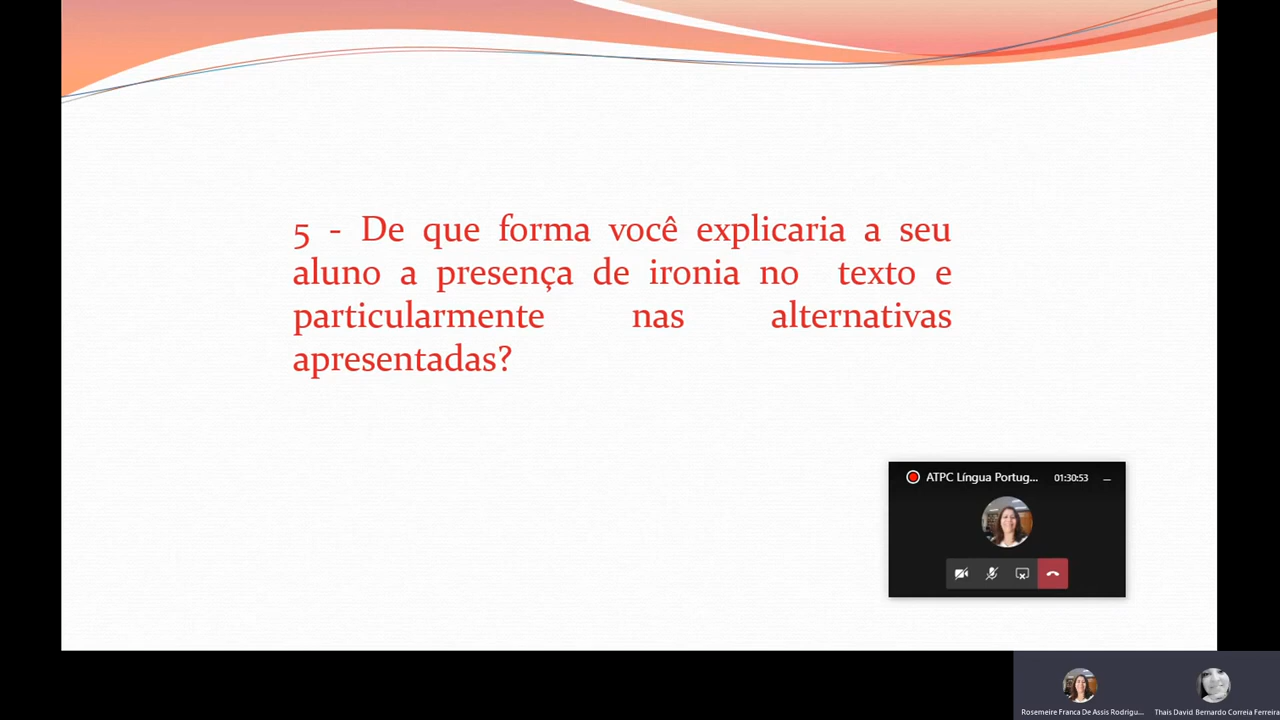 5 - De que forma você explicaria a seu
aluno a presença de ironia no texto e
particularmente nas alternativas
apresentadas?
ATPC Língua Portug... 01:30:53
Rosemeire Franca De Assis Rodrigu... Thais David Bernardo Correia Ferreira